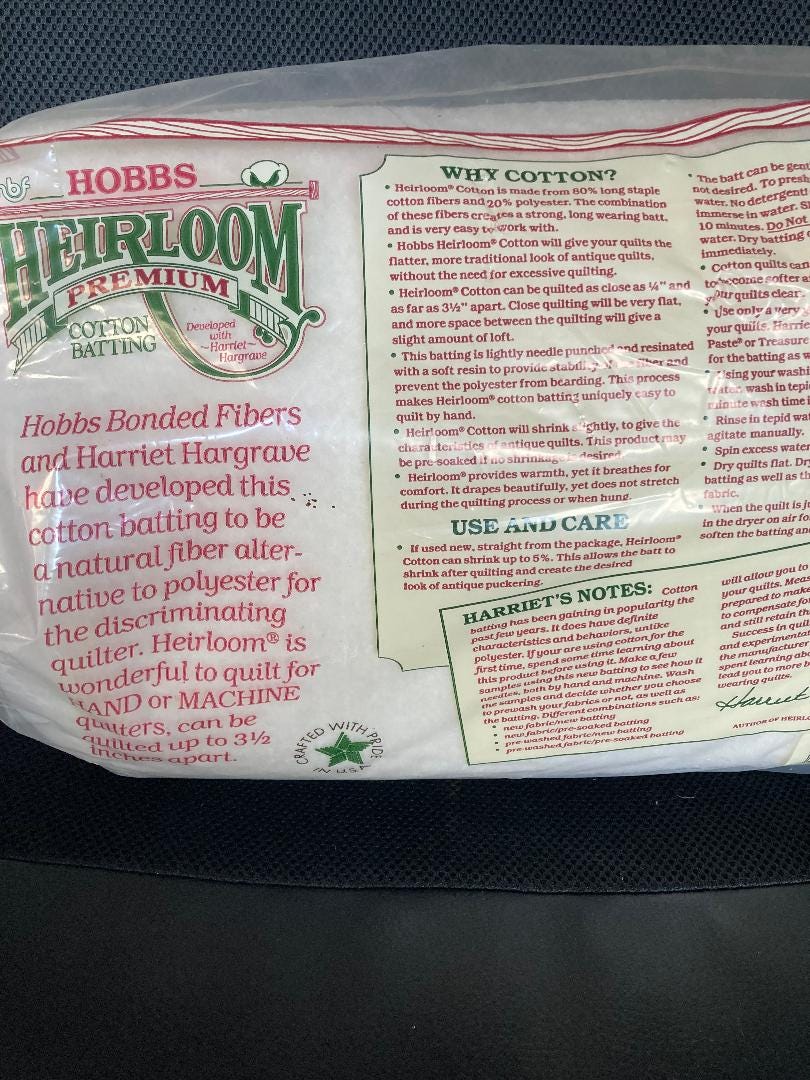 HOBBS
HEIRLOOM
PREMIUM
COTTON
BATTING
Developed
with
~Harriet~
Hargrave
Hobbs Bonded Fibers
and Harriet Hargrave
have developed this
cotton batting to be
a natural fiber alter-
native to polyester for
the discriminating
quilter. Heirloom® is
wonderful to quilt for
HAND or MACHINE
quilters, can be
quilted up to 3½
inches apart.
CRAFTED WITH PRIDE
IN U.S.A.
WHY COTTON?
• Heirloom® Cotton is made from 80% long staple
cotton fibers and 20% polyester. The combination
of these fibers creates a strong, long wearing batt,
and is very easy to work with.
• Hobbs Heirloom® Cotton will give your quilts the
flatter, more traditional look of antique quilts,
without the need for excessive quilting.
• Heirloom® Cotton can be quilted as close as ¼" and
as far as 3½" apart. Close quilting will be very flat,
and more space between the quilting will give a
slight amount of loft.
• This batting is lightly needle punched and resinated
with a soft resin to provide fiber and
prevent the polyester from bearding. This process
makes Heirloom® cotton batting uniquely easy to
quilt by hand.
• Heirloom® Cotton will shrink slightly, to give the
characteristics of antique quilts. This product may
be pre-soaked if no shrinkage is desired.
• Heirloom® provides warmth, yet it breathes for
comfort. It drapes beautifully, yet does not stretch
during the quilting process or when hung.
USE AND CARE
• If used new, straight from the package, Heirloom®
Cotton can shrink up to 5%. This allows the batt to
shrink after quilting and create the desired
look of antique puckering.
• The batt can be gent
not desired. To presh
water. No detergent
immerse in water. S
10 minutes. Do No
water. Dry batting
immediately.
• Cotton quilts can
to become softer a
your quilts clear
• Use only a very
your quilts. Harri
Paste® or Treasure
for the batting as w
• Using your washi
water, wash in tepi
minute wash time i
• Rinse in tepid wa
agitate manually.
• Spin excess water
• Dry quilts flat. Dry
batting as well as th
fabric.
• When the quilt is ju
in the dryer on air fo
soften the batting an
HARRIET'S NOTES: Cotton
batting has been gaining in popularity the
past few years. It does have definite
characteristics and behaviors, unlike
polyester. If you are using cotton for the
first time, spend some time learning about
this product before using it. Make a few
samples using this new batting to see how it
needles, both by hand and machine. Wash
the samples and decide whether you choose
to prewash your fabrics or not, as well as
the batting. Different combinations such as:
• new fabric/new batting
• new fabric/pre-soaked batting
• pre-washed fabric/new batting
• pre-washed fabric/pre-soaked batting
will allow you to
your quilts. Meas
prepared to make
to compensate fo
and still retain th
Success in quil
and experiment
the manufacturer
spent learning abo
lead you to more
wearing quilts.
Harriet
AUTHOR OF HEIRLO